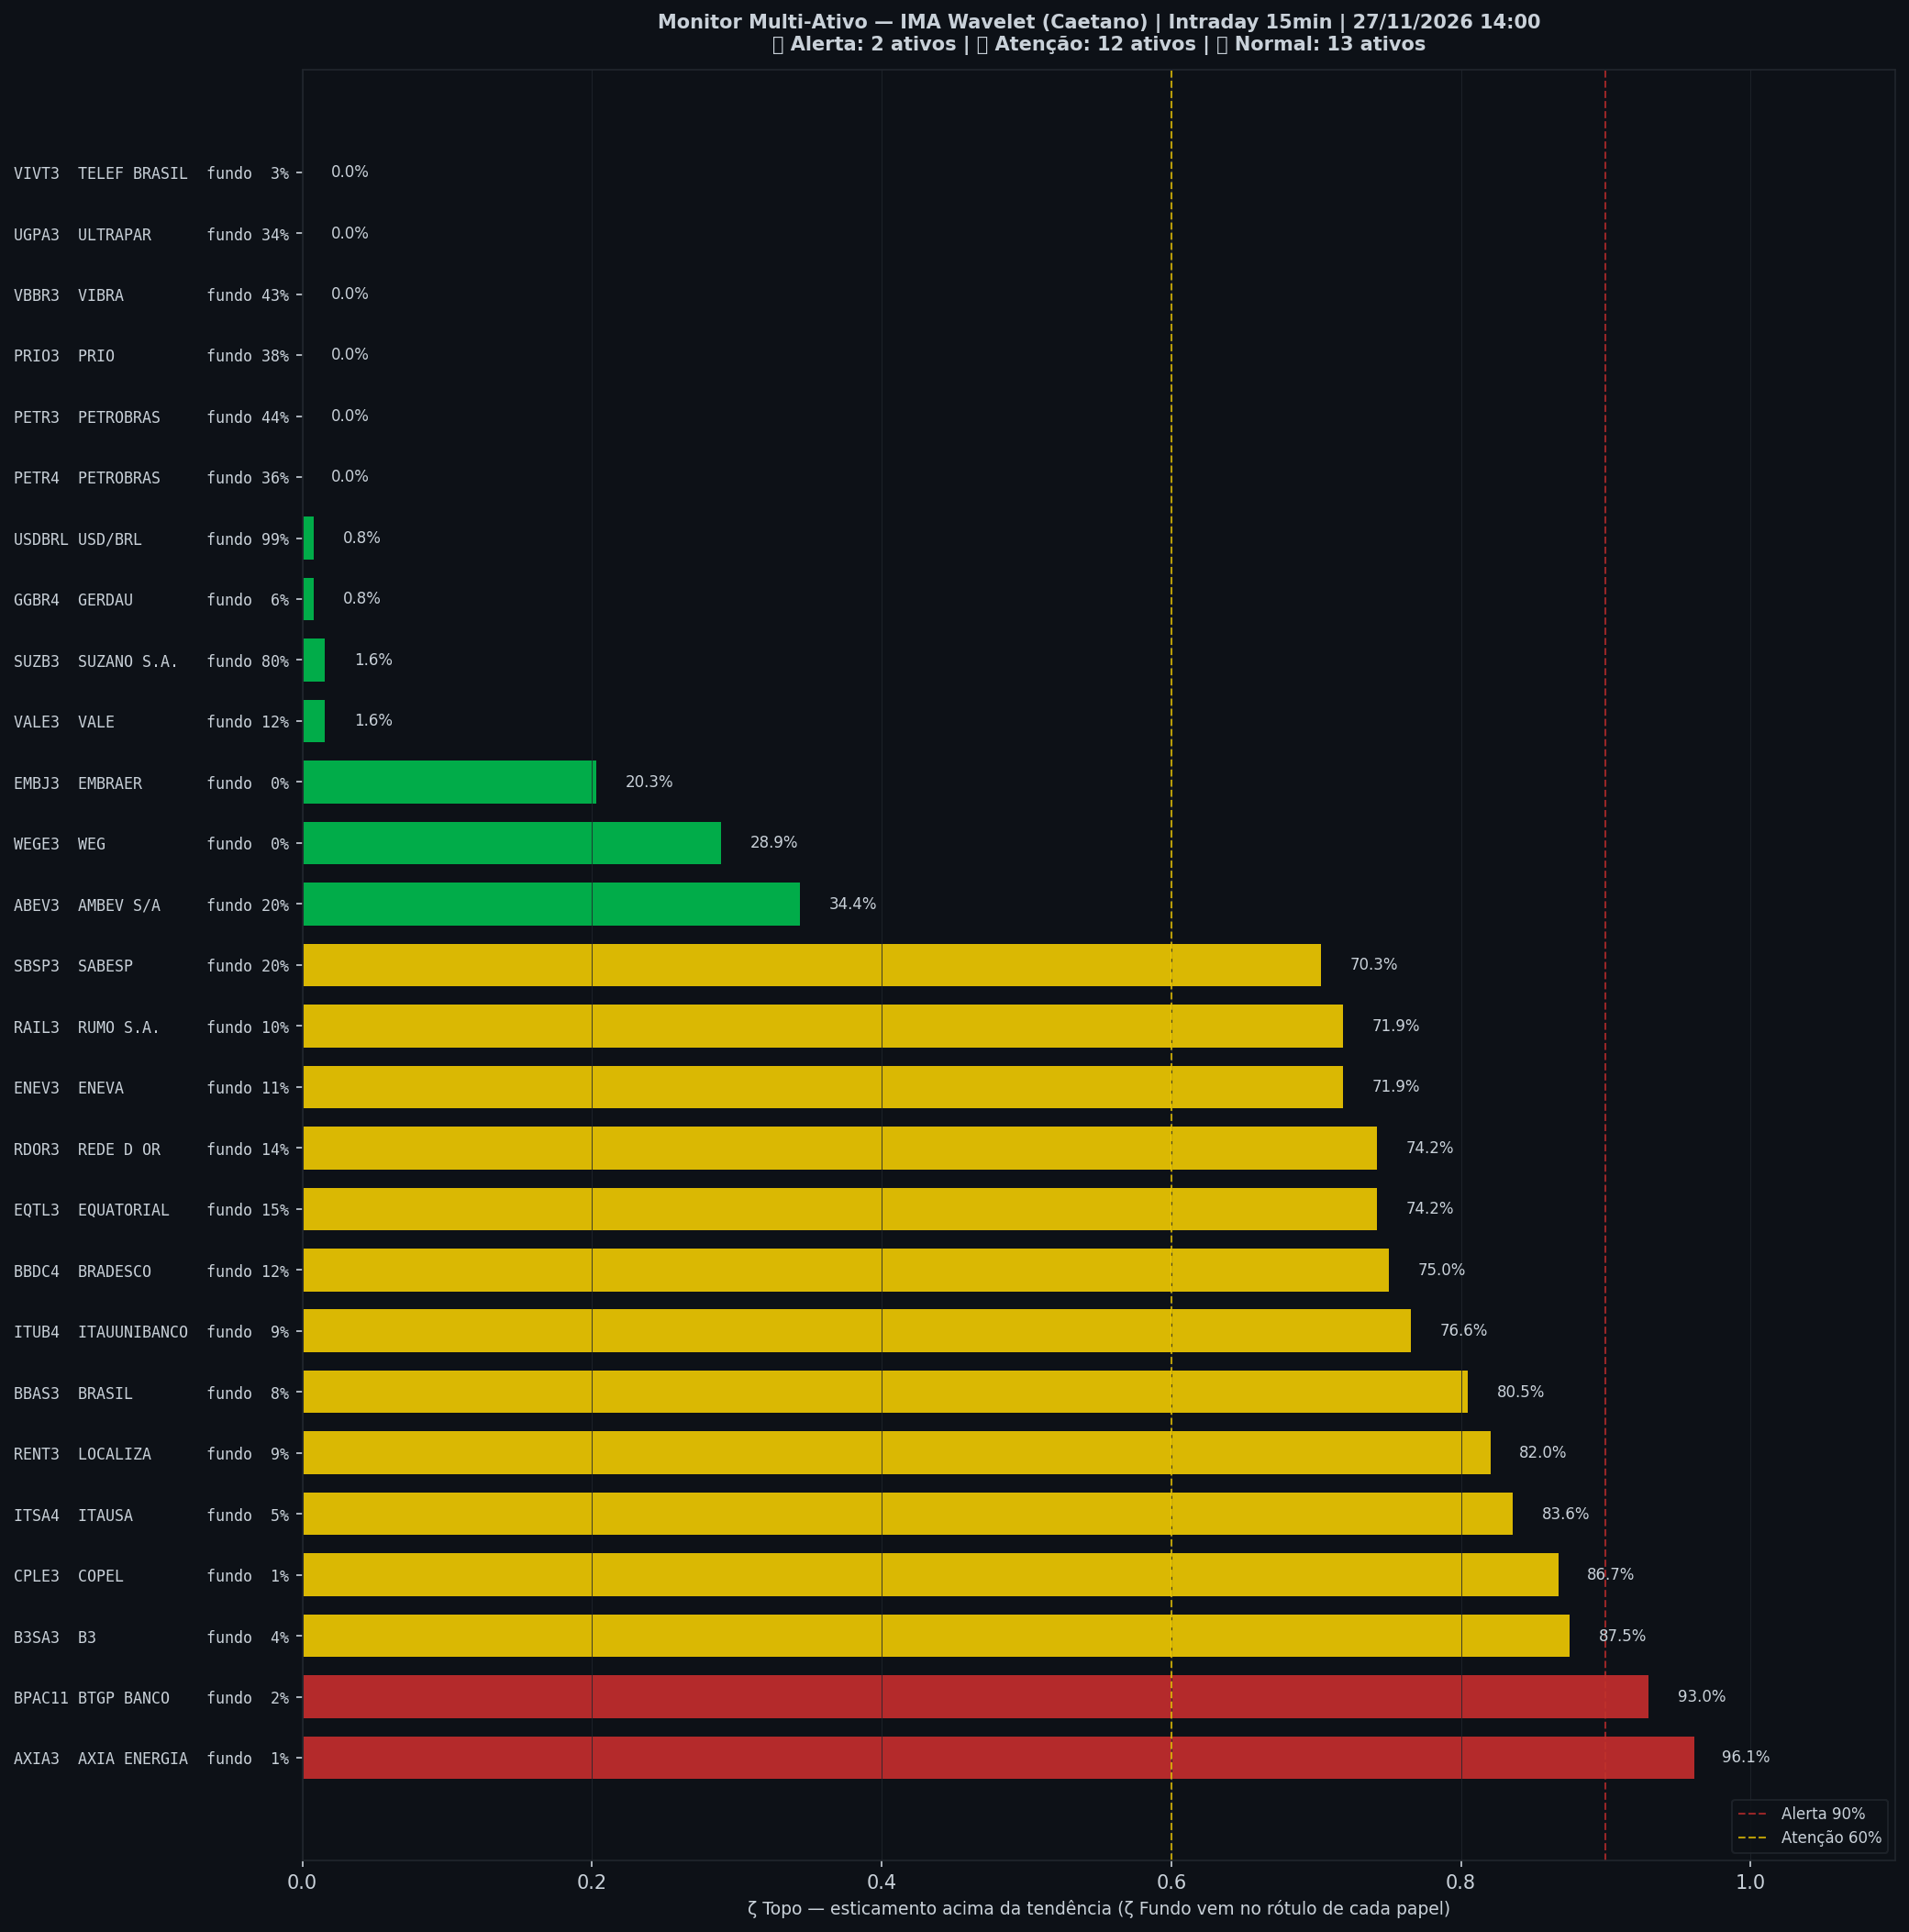 Monitor Multi-Ativo — IMA Wavelet (Caetano) | Intraday 15min | 27/11/2026 14:00
▯ Alerta: 2 ativos | ▯ Atenção: 12 ativos | ▯ Normal: 13 ativos
VIVT3 TELEF BRASIL fundo 3% 0.0%
UGPA3 ULTRAPAR fundo 34% 0.0%
VBBR3 VIBRA fundo 43% 0.0%
PRIO3 PRIO fundo 38% 0.0%
PETR3 PETROBRAS fundo 44% 0.0%
PETR4 PETROBRAS fundo 36% 0.0%
USDBRL USD/BRL fundo 99% 0.8%
GGBR4 GERDAU fundo 6% 0.8%
SUZB3 SUZANO S.A. fundo 80% 1.6%
VALE3 VALE fundo 12% 1.6%
EMBJ3 EMBRAER fundo 0% 20.3%
WEGE3 WEG fundo 0% 28.9%
ABEV3 AMBEV S/A fundo 20% 34.4%
SBSP3 SABESP fundo 20% 70.3%
RAIL3 RUMO S.A. fundo 10% 71.9%
ENEV3 ENEVA fundo 11% 71.9%
RDOR3 REDE D OR fundo 14% 74.2%
EQTL3 EQUATORIAL fundo 15% 74.2%
BBDC4 BRADESCO fundo 12% 75.0%
ITUB4 ITAUUNIBANCO fundo 9% 76.6%
BBAS3 BRASIL fundo 8% 80.5%
RENT3 LOCALIZA fundo 9% 82.0%
ITSA4 ITAUSA fundo 5% 83.6%
CPLE3 COPEL fundo 1% 86.7%
B3SA3 B3 fundo 4% 87.5%
BPAC11 BTGP BANCO fundo 2% 93.0%
AXIA3 AXIA ENERGIA fundo 1% 96.1%
Alerta 90%
Atenção 60%
0.0 0.2 0.4 0.6 0.8 1.0
ζ Topo — esticamento acima da tendência (ζ Fundo vem no rótulo de cada papel)